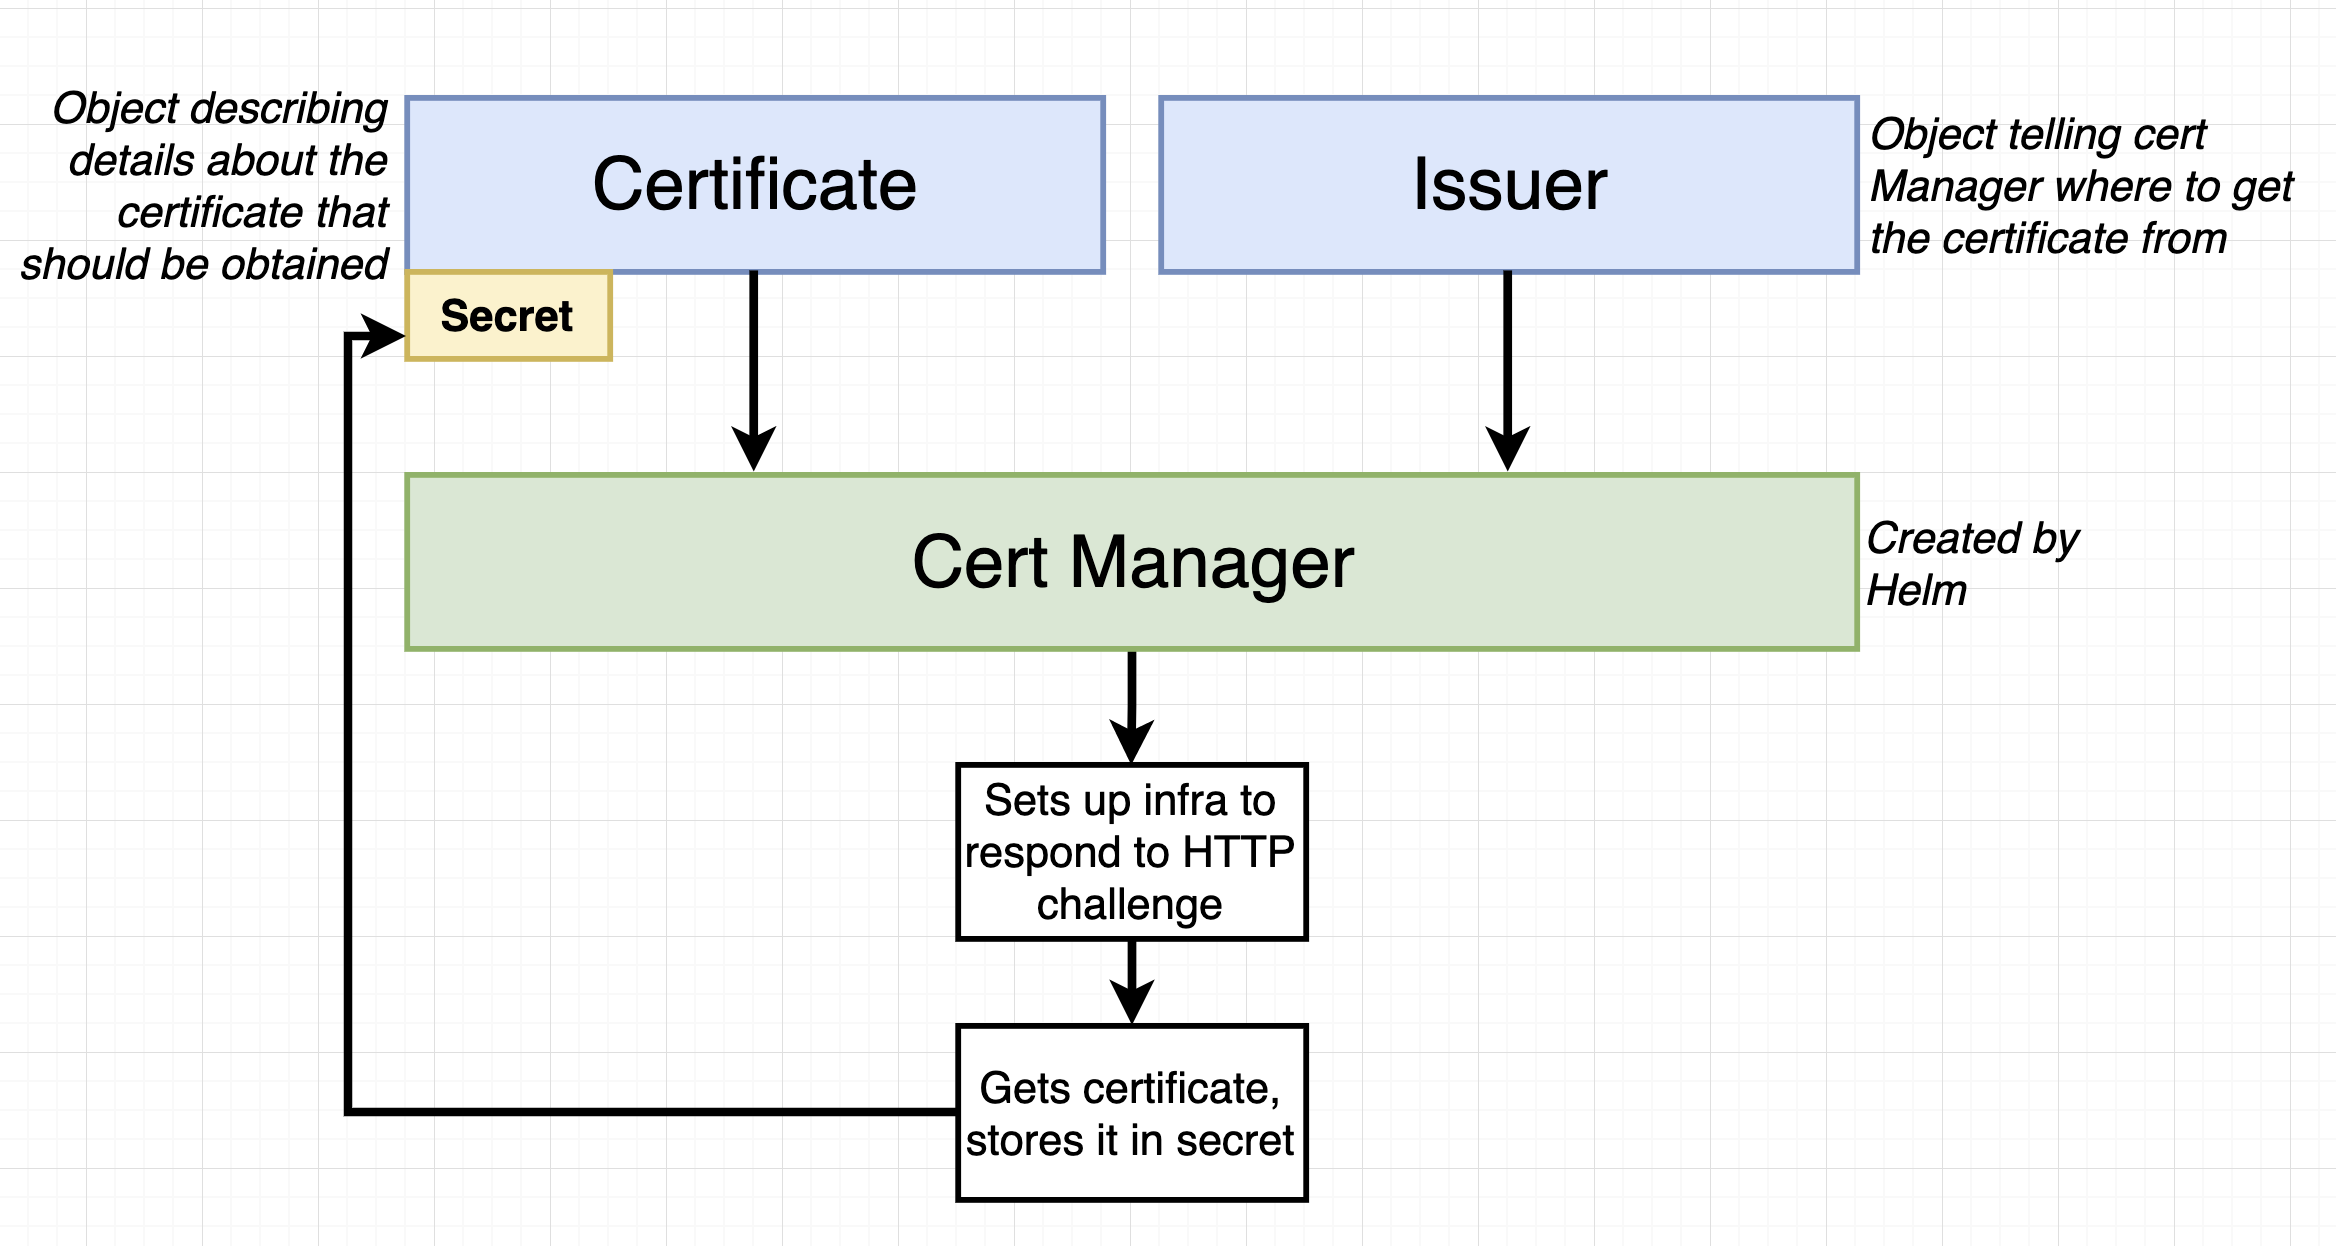 Object describing
details about the
certificate that
should be obtained
Certificate
Secret
Issuer
Object telling cert
Manager where to get
the certificate from
Cert Manager
Created by
Helm
Sets up infra to
respond to HTTP
challenge
Gets certificate,
stores it in secret